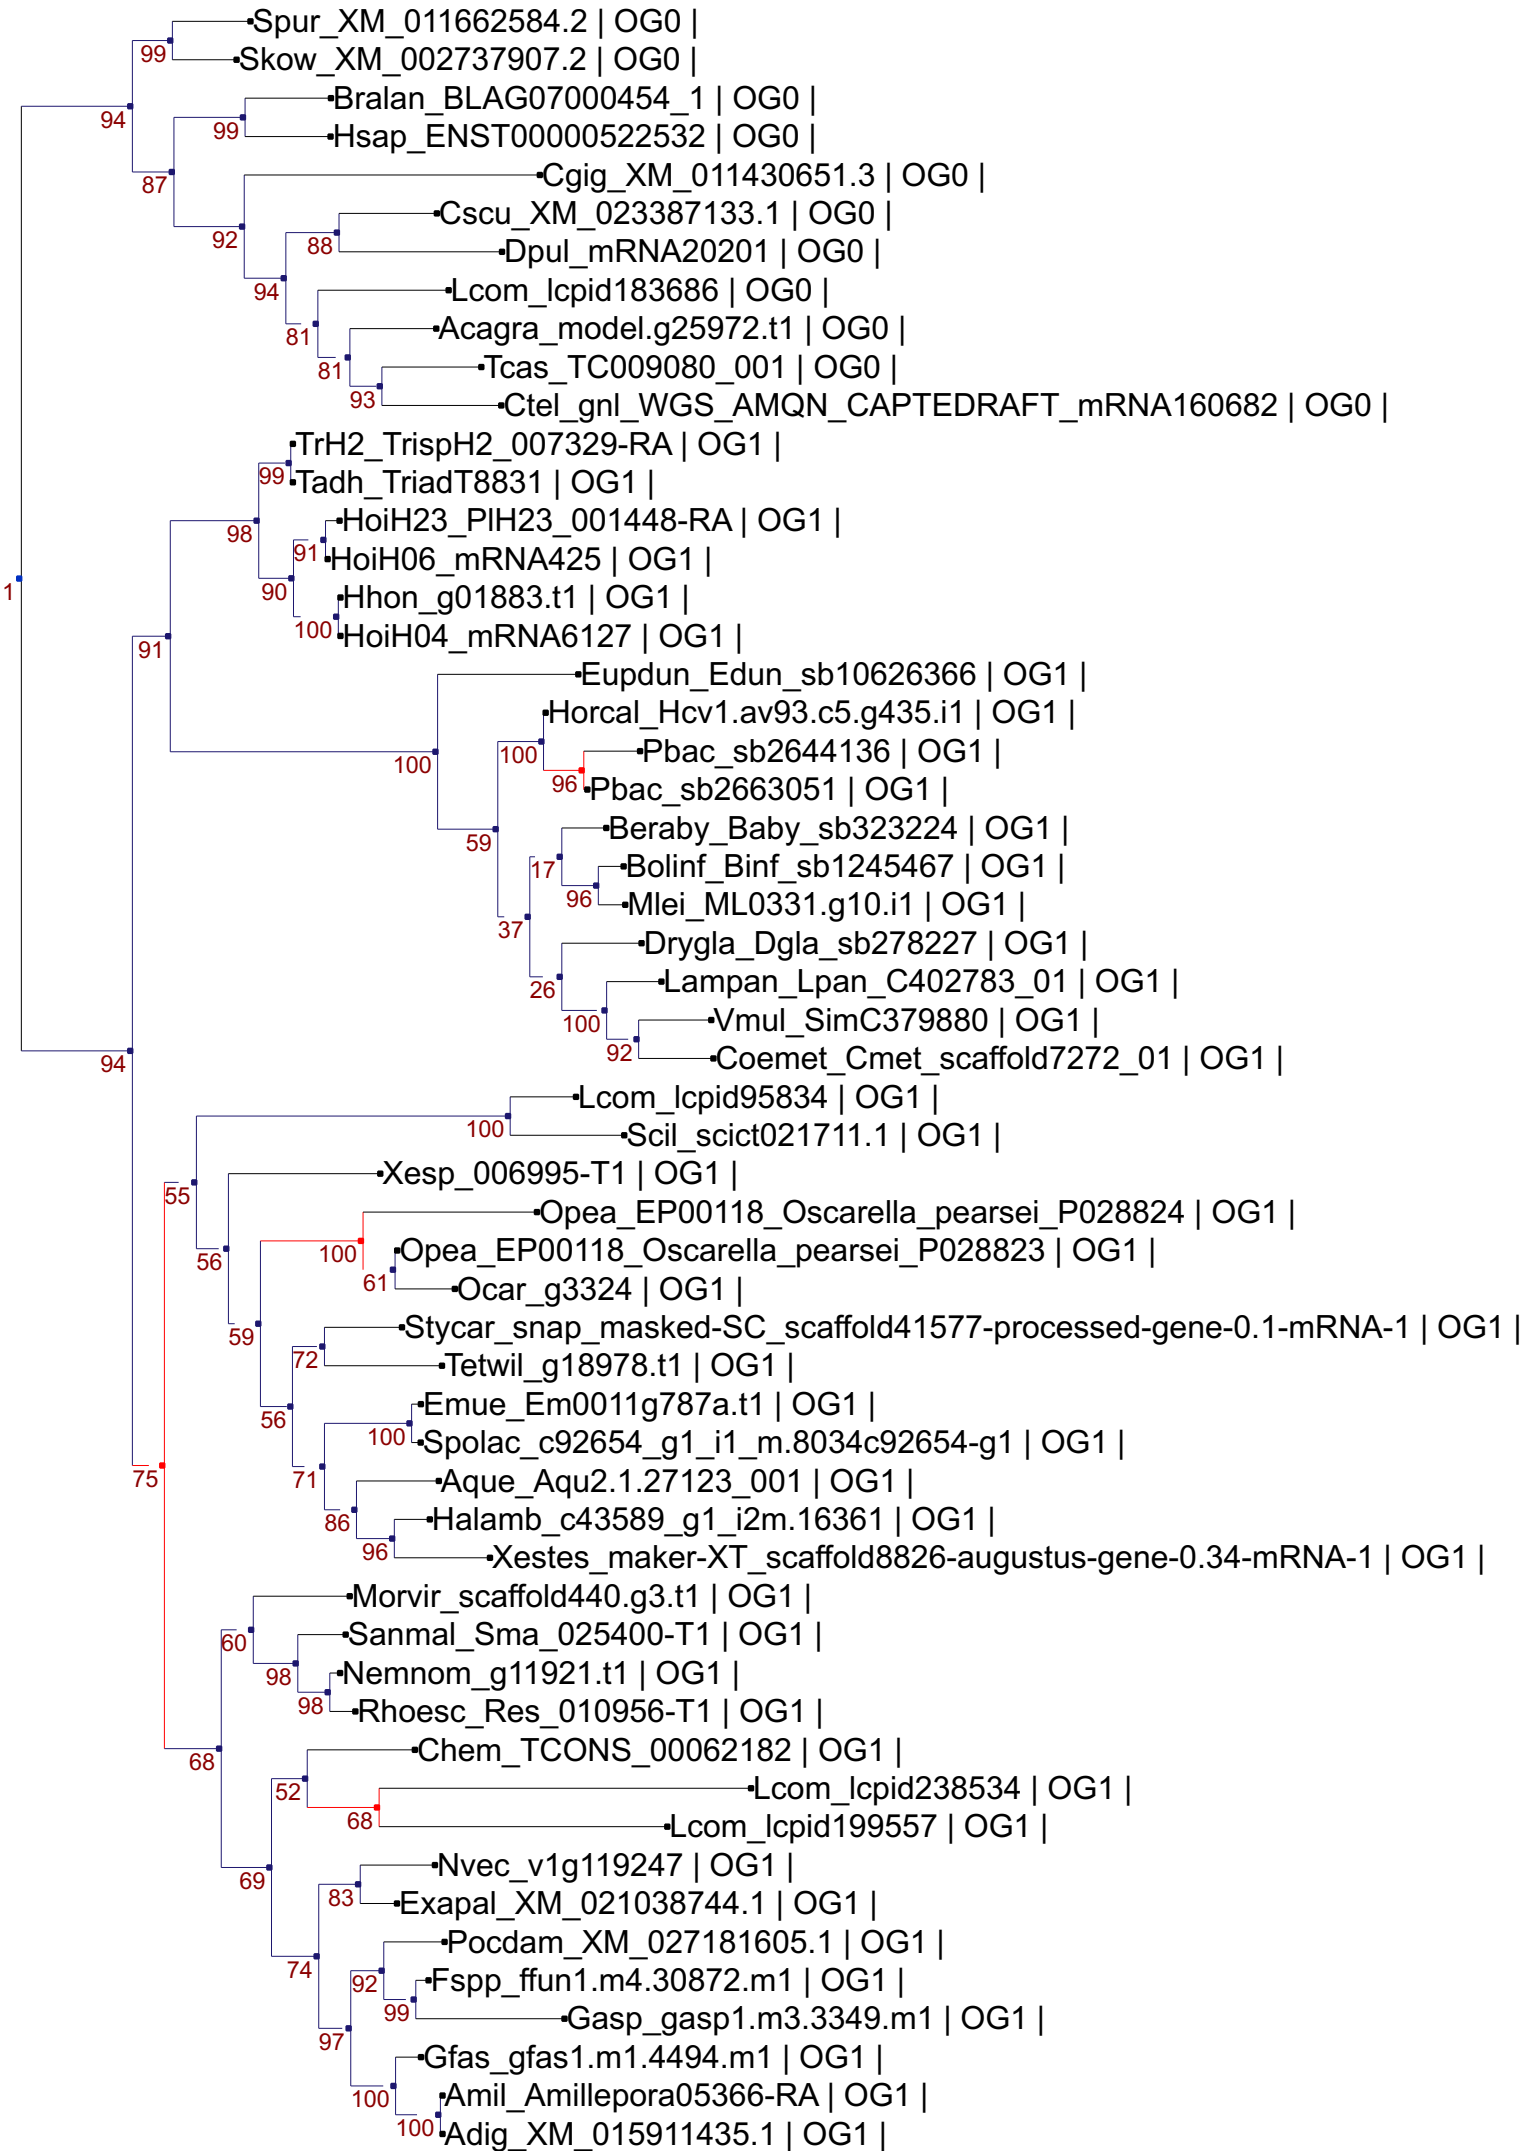 Spur_XM_011662584.2 | OG0 |
99
Skow_XM_002737907.2 | OG0 |
Bralan_BLAG07000454_1 | OG0 |
94
99
Hsap_ENST00000522532 | OG0 |
Cgig_XM_011430651.3 | OG0 |
87
Cscu_XM_023387133.1 | OG0 |
92
88
Dpul_mRNA20201 | OG0 |
94
Lcom_lcpid183686 | OG0 |
81
Acagra_model.g25972.t1 | OG0 |
81
Tcas_TC009080_001 | OG0 |
93
Ctel_gnl_WGS_AMQN_CAPTEDRAFT_mRNA160682 | OG0 |
TrH2_TrispH2_007329-RA | OG1 |
99
Tadh_TriadT8831 | OG1 |
HoiH23_PlH23_001448-RA | OG1 |
98
91
HoiH06_mRNA425 | OG1 |
1
90
Hhon_g01883.t1 | OG1 |
100
HoiH04_mRNA6127 | OG1 |
91
Eupdun_Edun_sb10626366 | OG1 |
Horcal_Hcv1.av93.c5.g435.i1 | OG1 |
100
100
Pbac_sb2644136 | OG1 |
96
Pbac_sb2663051 | OG1 |
59
Beraby_Baby_sb323224 | OG1 |
17
Bolinf_Binf_sb1245467 | OG1 |
96
Mlei_ML0331.g10.i1 | OG1 |
37
Drygla_Dgla_sb278227 | OG1 |
26
Lampan_Lpan_C402783_01 | OG1 |
100
Vmul_SimC379880 | OG1 |
92
Coemet_Cmet_scaffold7272_01 | OG1 |
94
Lcom_lcpid95834 | OG1 |
100
Scil_scict021711.1 | OG1 |
Xesp_006995-T1 | OG1 |
55
Opea_EP00118_Oscarella_pearsei_P028824 | OG1 |
56
100
Opea_EP00118_Oscarella_pearsei_P028823 | OG1 |
61
Ocar_g3324 | OG1 |
59
Stycar_snap_masked-SC_scaffold41577-processed-gene-0.1-mRNA-1 | OG1 |
72
Tetwil_g18978.t1 | OG1 |
56
Emue_Em0011g787a.t1 | OG1 |
100
Spolac_c92654_g1_i1_m.8034c92654-g1 | OG1 |
75
71
Aque_Aqu2.1.27123_001 | OG1 |
86
Halamb_c43589_g1_i2m.16361 | OG1 |
96
Xestes_maker-XT_scaffold8826-augustus-gene-0.34-mRNA-1 | OG1 |
Morvir_scaffold440.g3.t1 | OG1 |
60
Sanmal_Sma_025400-T1 | OG1 |
98
Nemnom_g11921.t1 | OG1 |
98
Rhoesc_Res_010956-T1 | OG1 |
68
Chem_TCONS_00062182 | OG1 |
52
Lcom_lcpid238534 | OG1 |
68
Lcom_lcpid199557 | OG1 |
69
Nvec_v1g119247 | OG1 |
83
Exapal_XM_021038744.1 | OG1 |
74
Pocdam_XM_027181605.1 | OG1 |
92
Fspp_ffun1.m4.30872.m1 | OG1 |
99
Gasp_gasp1.m3.3349.m1 | OG1 |
97
Gfas_gfas1.m1.4494.m1 | OG1 |
100
Amil_Amillepora05366-RA | OG1 |
100
Adig_XM_015911435.1 | OG1 |